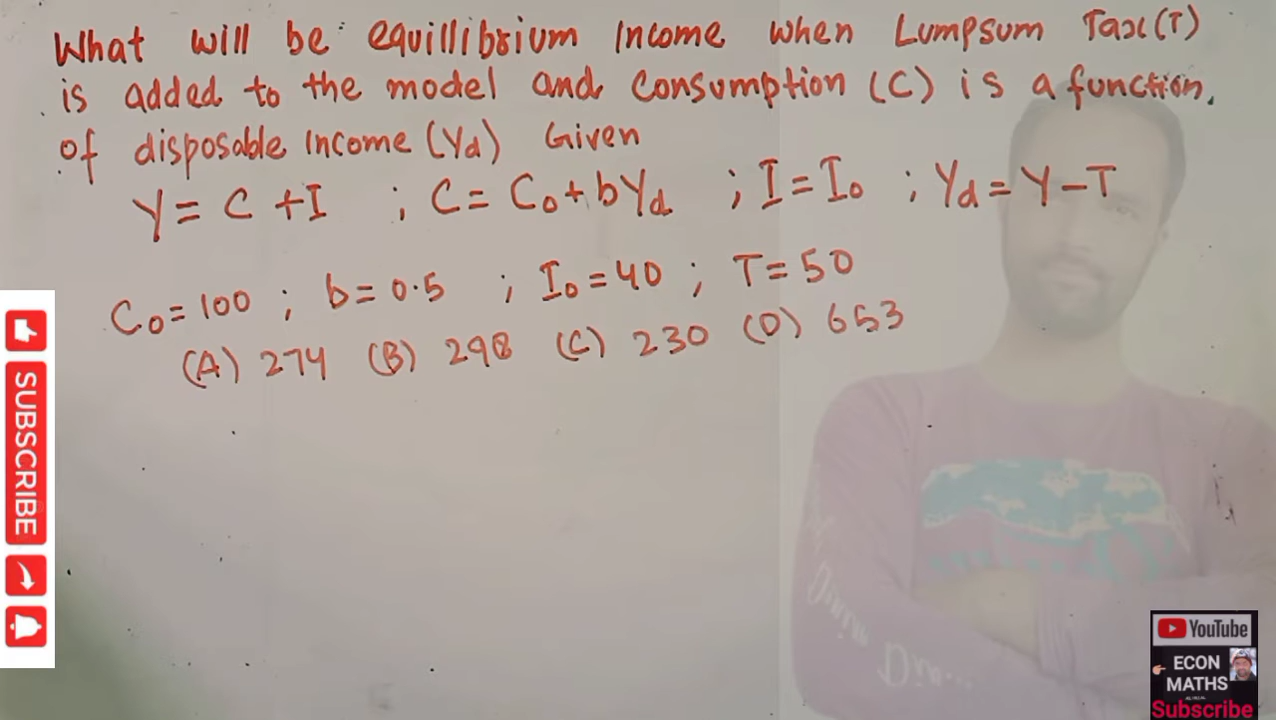 What will be equillibrium Income when Lumpsum Tax(T)
is added to the model and Consumption (C) is a function
of disposable Income (Yd) Given
Y = C + I ; C = C₀ + bYd ; I = I₀ ; Yd = Y - T
C₀ = 100 ; b = 0.5 ; I₀ = 40 ; T = 50
(A) 274 (B) 298 (C) 230 (D) 653
SUBSCRIBE
YouTube
ECON
MATHS
Subscribe